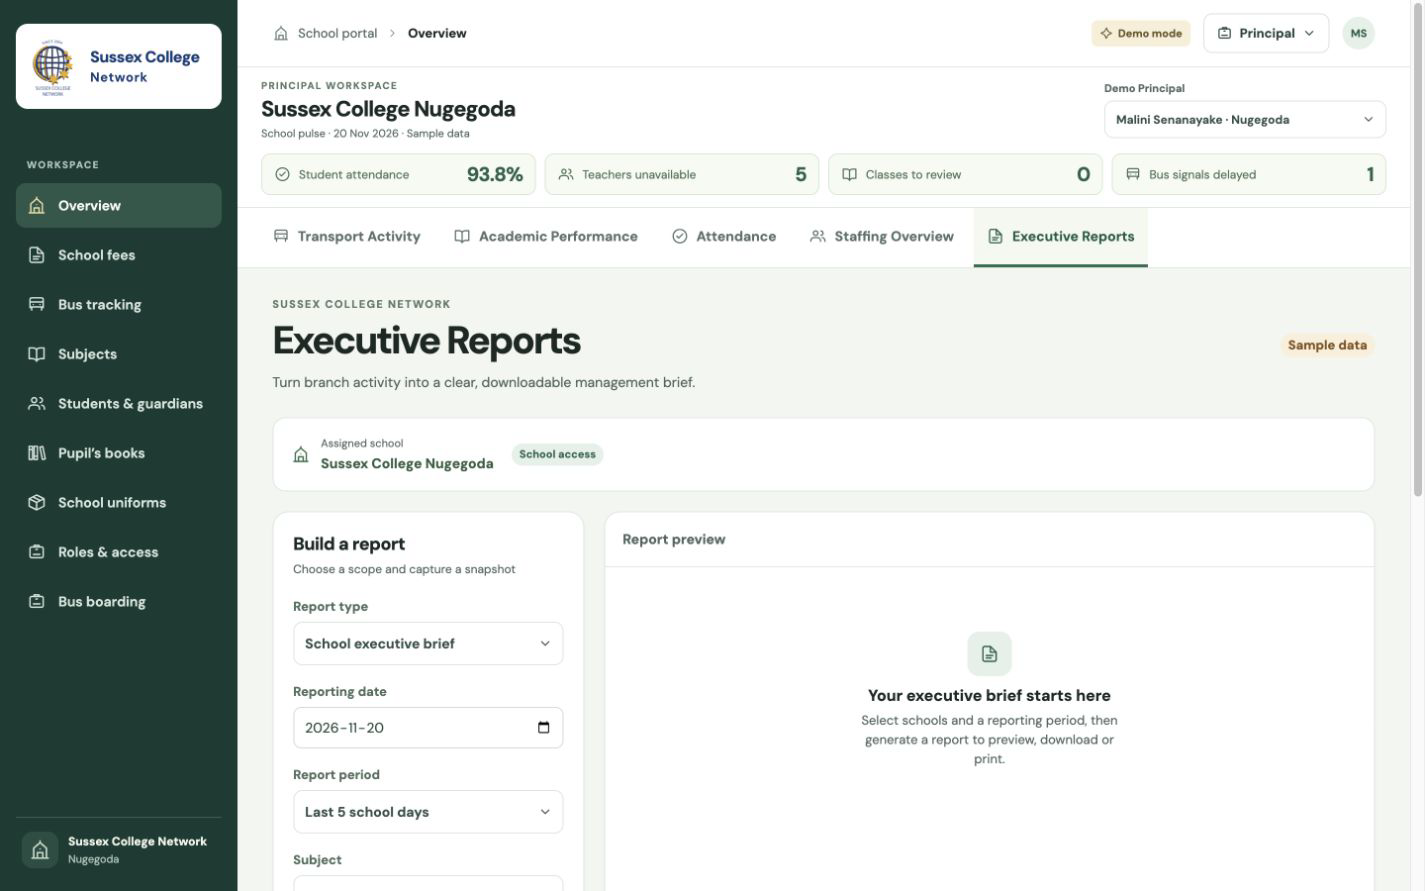 Sussex College
Network
SUSSEX COLLEGE
NETWORK
WORKSPACE
Overview
School fees
Bus tracking
Subjects
Students & guardians
Pupil's books
School uniforms
Roles & access
Bus boarding
Sussex College Network
Nugegoda
School portal > Overview
Demo mode
Principal
MS
PRINCIPAL WORKSPACE
Sussex College Nugegoda
School pulse · 20 Nov 2026 · Sample data
Demo Principal
Malini Senanayake · Nugegoda
Student attendance 93.8%
Teachers unavailable 5
Classes to review 0
Bus signals delayed 1
Transport Activity
Academic Performance
Attendance
Staffing Overview
Executive Reports
SUSSEX COLLEGE NETWORK
Executive Reports
Sample data
Turn branch activity into a clear, downloadable management brief.
Assigned school
Sussex College Nugegoda
School access
Build a report
Choose a scope and capture a snapshot
Report type
School executive brief
Reporting date
2026-11-20
Report period
Last 5 school days
Subject
Report preview
Your executive brief starts here
Select schools and a reporting period, then
generate a report to preview, download or
print.